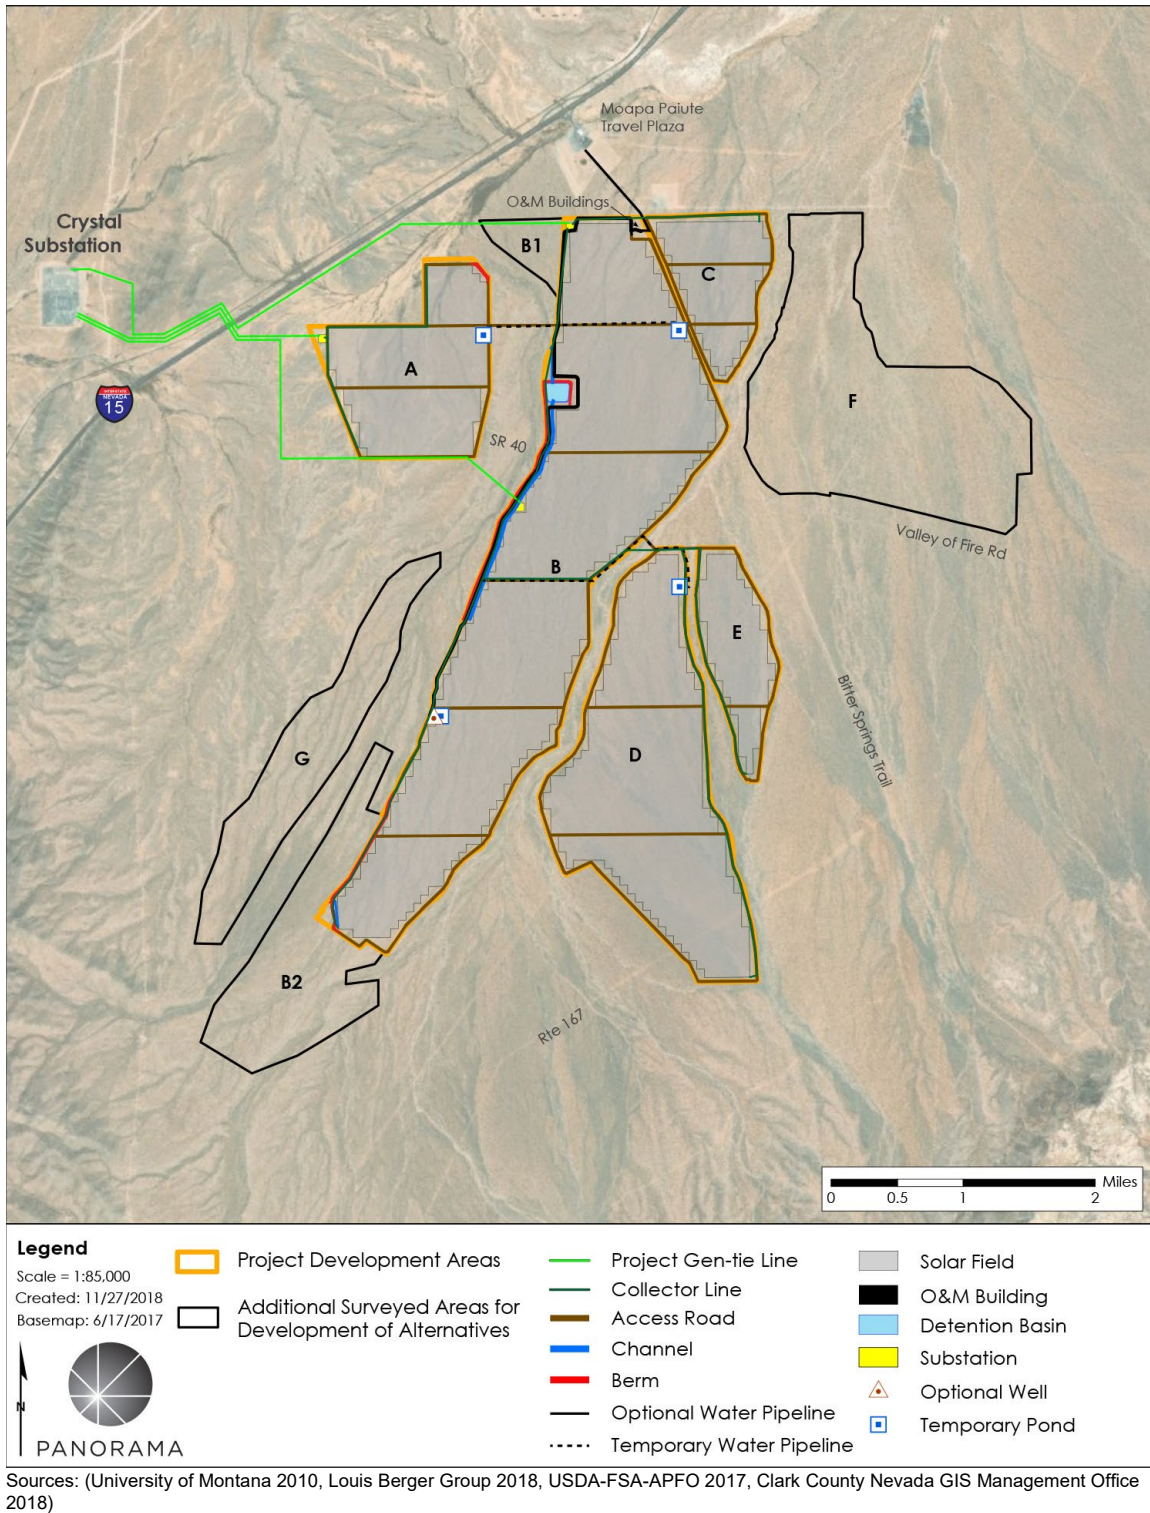 Moapa Paiute
Travel Plaza
O&M Buildings
Crystal
Substation
B1
C
A
F
INTERSTATE
NEVADA
15
SR 40
Valley of Fire Rd
B
E
Bitter Springs Trail
G
D
B2
Rte 167
Miles
0 0.5 1 2
Legend
Scale = 1:85,000
Created: 11/27/2018
Basemap: 6/17/2017
N
PANORAMA
Project Development Areas
Additional Surveyed Areas for
Development of Alternatives
Project Gen-tie Line
Collector Line
Access Road
Channel
Berm
Optional Water Pipeline
Temporary Water Pipeline
Solar Field
O&M Building
Detention Basin
Substation
Optional Well
Temporary Pond
Sources: (University of Montana 2010, Louis Berger Group 2018, USDA-FSA-APFO 2017, Clark County Nevada GIS Management Office
2018)